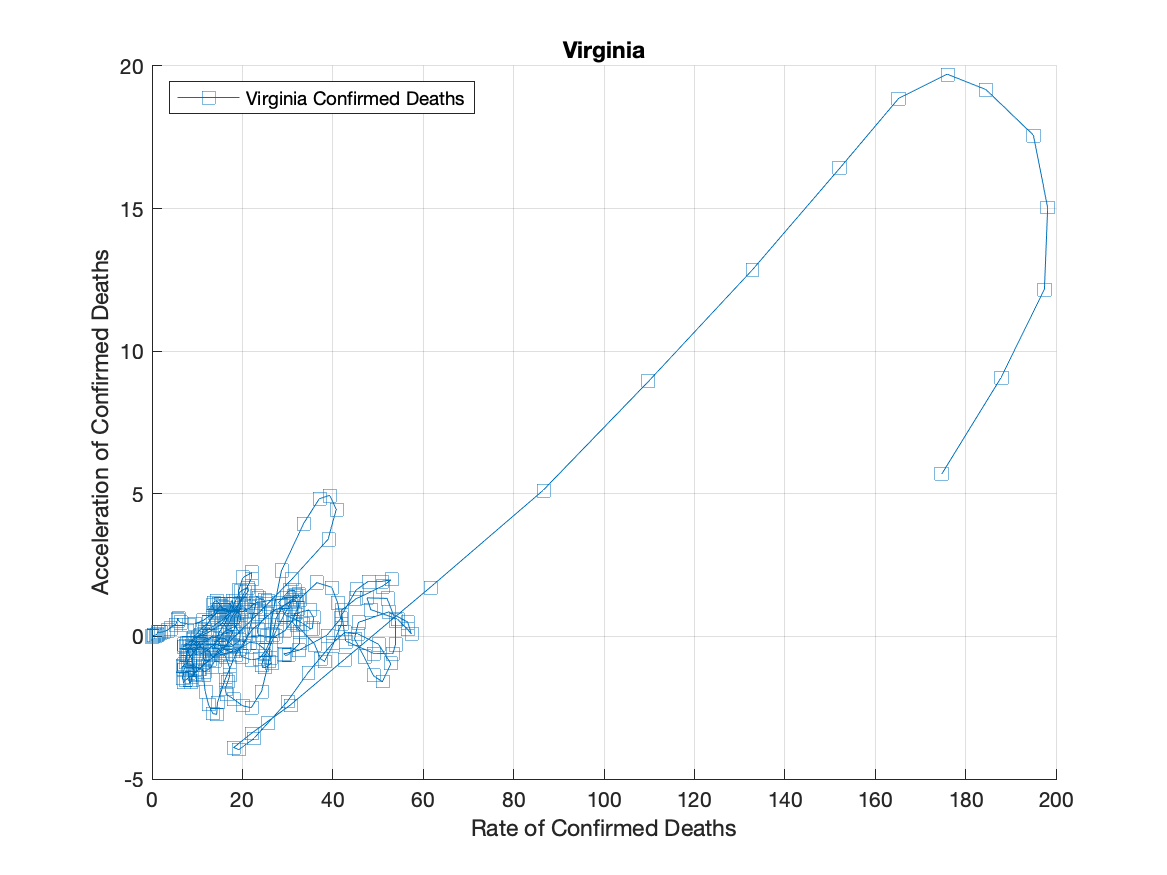 Virginia
Virginia Confirmed Deaths
20
15
10
5
0
-5
Acceleration of Confirmed Deaths
0 20 40 60 80 100 120 140 160 180 200
Rate of Confirmed Deaths